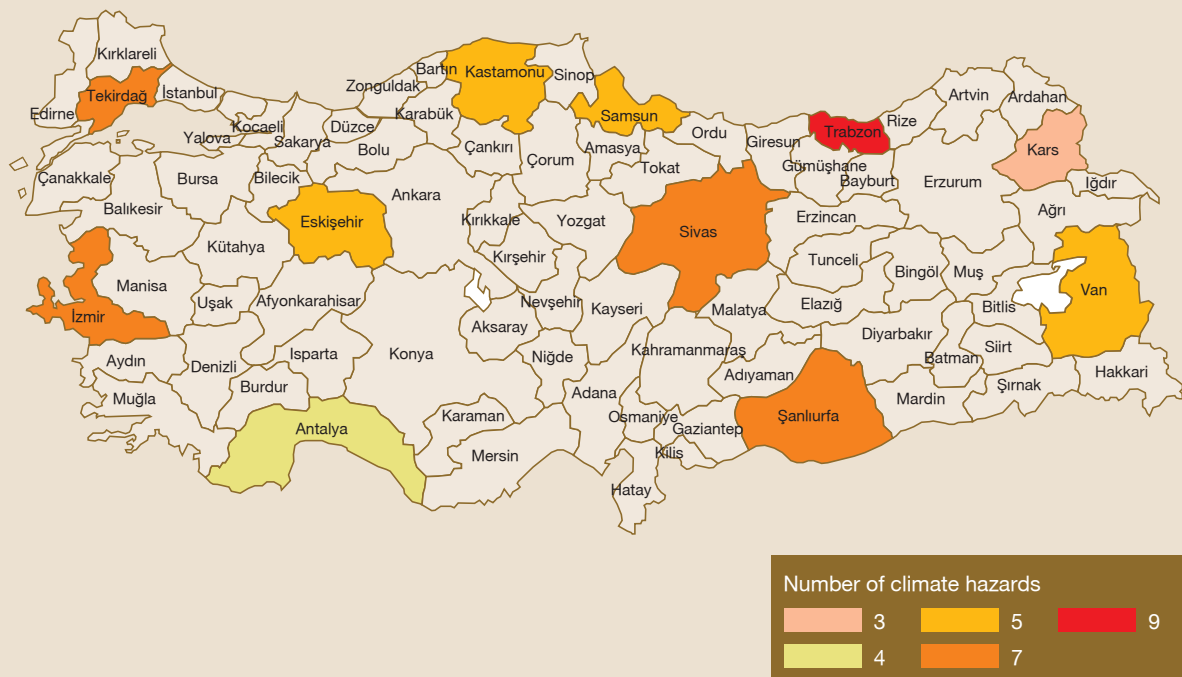 Kırklareli
Tekirdağ
İstanbul
Edirne
Kocaeli
Yalova
Sakarya
Düzce
Bolu
Zonguldak
Bartın
Karabük
Kastamonu
Sinop
Samsun
Çankırı
Çorum
Amasya
Tokat
Ordu
Giresun
Trabzon
Rize
Artvin
Ardahan
Kars
Iğdır
Gümüşhane
Bayburt
Erzurum
Ağrı
Çanakkale
Balıkesir
Bursa
Bilecik
Eskişehir
Kütahya
Ankara
Kırıkkale
Yozgat
Kırşehir
Sivas
Erzincan
Tunceli
Bingöl
Muş
Bitlis
Van
Manisa
İzmir
Uşak
Afyonkarahisar
Nevşehir
Aksaray
Kayseri
Malatya
Elazığ
Diyarbakır
Batman
Siirt
Şırnak
Hakkari
Aydın
Denizli
Isparta
Burdur
Konya
Niğde
Kahramanmaraş
Adıyaman
Mardin
Muğla
Antalya
Karaman
Mersin
Adana
Osmaniye
Gaziantep
Şanlıurfa
Kilis
Hatay
Number of climate hazards
3
5
9
4
7